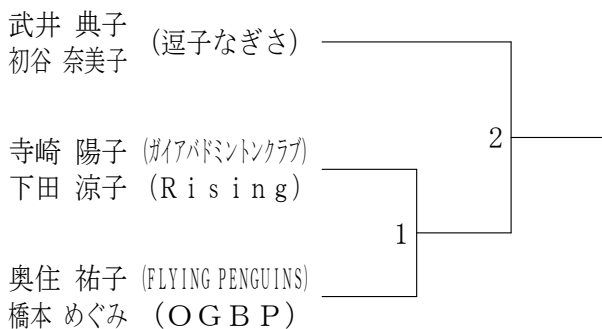 武井 典子
初谷 奈美子
(逗子なぎさ)
2
寺崎 陽子 (ガイアバドミントンクラブ)
下田 涼子 (Rising)
1
奥住 祐子 (FLYING PENGUINS)
橋本 めぐみ (OGBP)